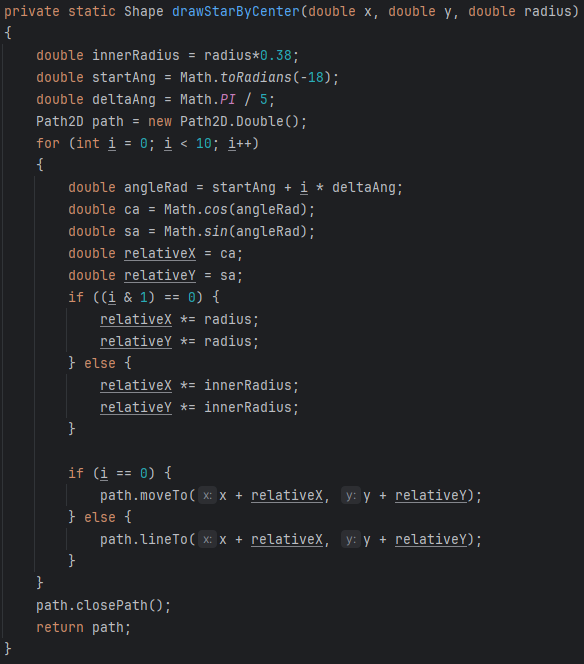 private static Shape drawStarByCenter(double x, double y, double radius)
{
    double innerRadius = radius*0.38;
    double startAng = Math.toRadians(-18);
    double deltaAng = Math.PI / 5;
    Path2D path = new Path2D.Double();
    for (int i = 0; i < 10; i++)
    {
        double angleRad = startAng + i * deltaAng;
        double ca = Math.cos(angleRad);
        double sa = Math.sin(angleRad);
        double relativeX = ca;
        double relativeY = sa;
        if ((i & 1) == 0) {
            relativeX *= radius;
            relativeY *= radius;
        } else {
            relativeX *= innerRadius;
            relativeY *= innerRadius;
        }

        if (i == 0) {
            path.moveTo( x: x + relativeX, y: y + relativeY);
        } else {
            path.lineTo( x: x + relativeX, y: y + relativeY);
        }
    }
    path.closePath();
    return path;
}